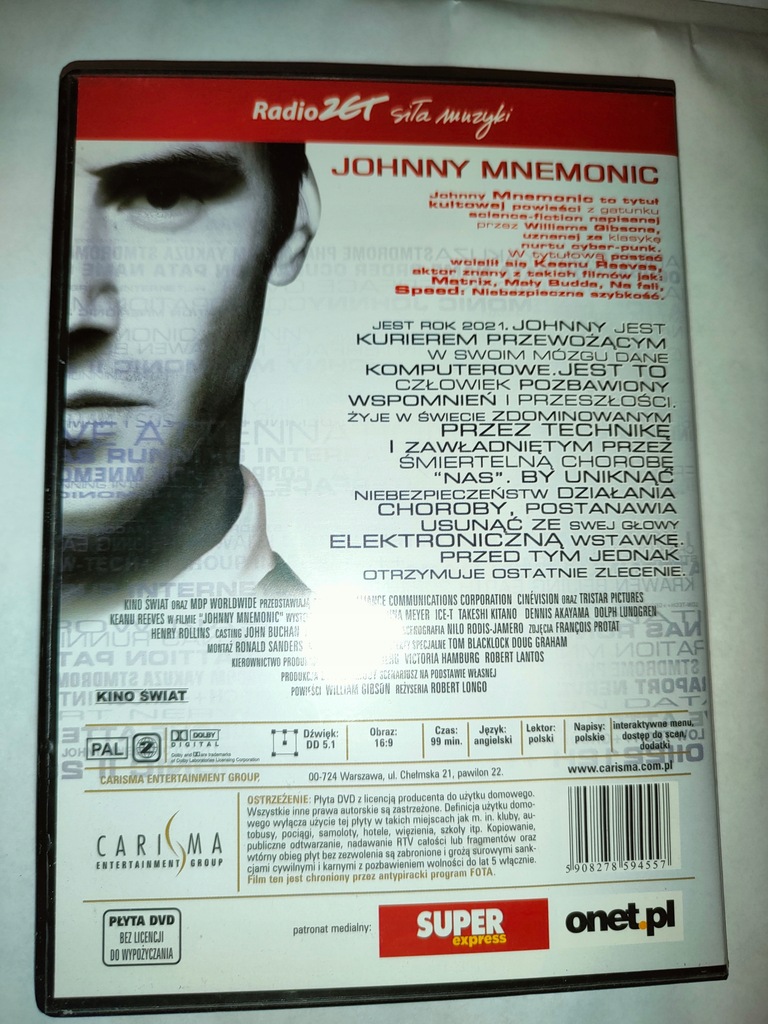 Radio ZET siła muzyki
JOHNNY MNEMONIC
Johnny Mnemonic to tytuł
kultowej powieści z gatunku
science-fiction napisanej
przez Williama Gibsona,
uznanej za klasykę
nurtu cyber-punk.
W tytułową postać
wcielił się Keanu Reeves,
aktor znany z takich filmów jak:
Matrix, Mały Budda, Na fali,
Speed: Niebezpieczna szybkość.
JEST ROK 2021. JOHNNY JEST
KURIEREM PRZEWOŻĄCYM
W SWOIM MÓZGU DANE
KOMPUTEROWE. JEST TO
CZŁOWIEK POZBAWIONY
WSPOMNIEŃ I PRZESZŁOŚCI.
ŻYJE W ŚWIECIE ZDOMINOWANYM
PRZEZ TECHNIKĘ
I ZAWŁADNIĘTYM PRZEZ
ŚMIERTELNĄ CHOROBĘ
"NAS". BY UNIKNĄĆ
NIEBEZPIECZEŃSTW DZIAŁANIA
CHOROBY, POSTANAWIA
USUNĄĆ ZE SWEJ GŁOWY
ELEKTRONICZNĄ WSTAWKĘ.
PRZED TYM JEDNAK
OTRZYMUJE OSTATNIE ZLECENIE.
KINO ŚWIAT ORAZ MDP WORLDWIDE PRZEDSTAWIAJĄ COMMUNICATIONS CORPORATION CINÉVISION ORAZ TRISTAR PICTURES
KEANU REEVES W FILMIE "JOHNNY MNEMONIC" MEYER ICE-T TAKESHI KITANO DENNIS AKAYAMA DOLPH LUNDGREN
HENRY ROLLINS CASTING JOHN BUCHAN NILO RODIS-JAMERO ZDJĘCIA FRANÇOIS PROTAT
MONTAŻ RONALD SANDERS SPECJALNE TOM BLACKLOCK DOUG GRAHAM
KIEROWNICTWO VICTORIA HAMBURG ROBERT LANTOS
SCENARIUSZ NA PODSTAWIE WŁASNEJ
POWIEŚCI WILLIAM GIBSON REŻYSERIA ROBERT LONGO
KINO ŚWIAT
PAL 2 DOLBY DIGITAL Dźwięk: DD 5.1 Obraz: 16:9 Czas: 99 min. Język: angielski Lektor: polski Napisy: polskie interaktywne menu, dostęp do scen, dodatki
Dolby and are trademarks
of Dolby Laboratories Licensing Corporation
CARISMA ENTERTAINMENT GROUP, 00-724 Warszawa, ul. Chełmska 21, pawilon 22. www.carisma.com.pl
CARISMA
ENTERTAINMENT GROUP
OSTRZEŻENIE: Płyta DVD z licencją producenta do użytku domowego.
Wszystkie inne prawa autorskie są zastrzeżone. Definicja użytku domo-
wego wyłącza użycie tej płyty w takich miejscach jak m. in. kluby, au-
tobusy, pociągi, samoloty, hotele, więzienia, szkoły itp. Kopiowanie,
publiczne odtwarzanie, nadawanie RTV całości lub fragmentów oraz
wtórny obieg płyt bez zezwolenia są zabronione i grożą surowymi sank-
cjami cywilnymi i karnymi z pozbawieniem wolności do lat 5 włącznie.
Film ten jest chroniony przez antypiracki program FOTA.
5 908278 594557
PŁYTA DVD
BEZ LICENCJI
DO WYPOŻYCZANIA
patronat medialny:
SUPER
express
onet.pl